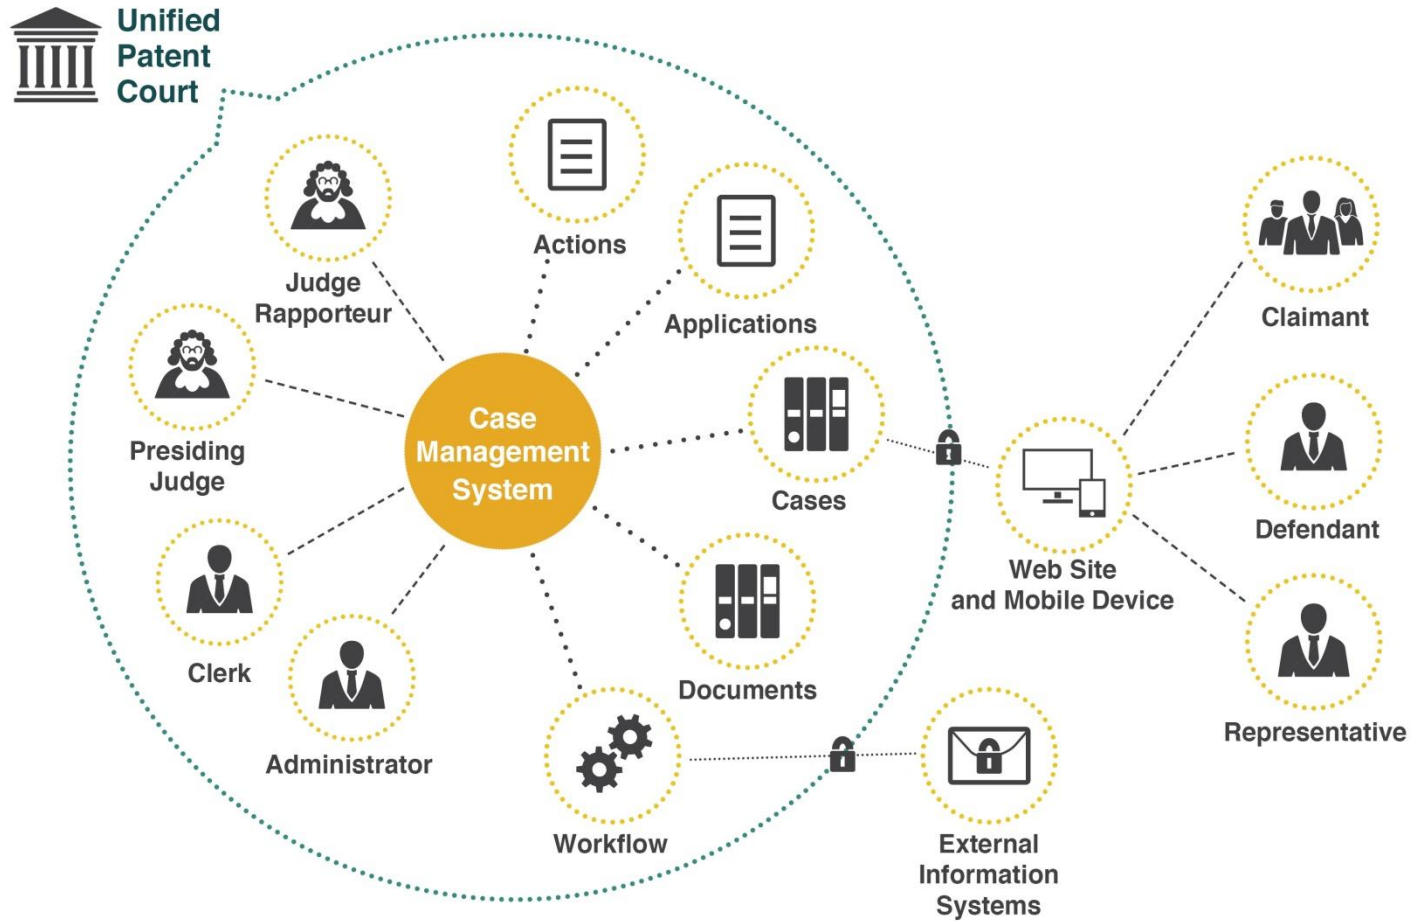 Unified
Patent
Court
Actions
Judge
Rapporteur
Applications
Claimant
Presiding
Judge
Case
Management
System
Cases
Defendant
Web Site
and Mobile Device
Clerk
Documents
Administrator
Representative
Workflow
External
Information
Systems